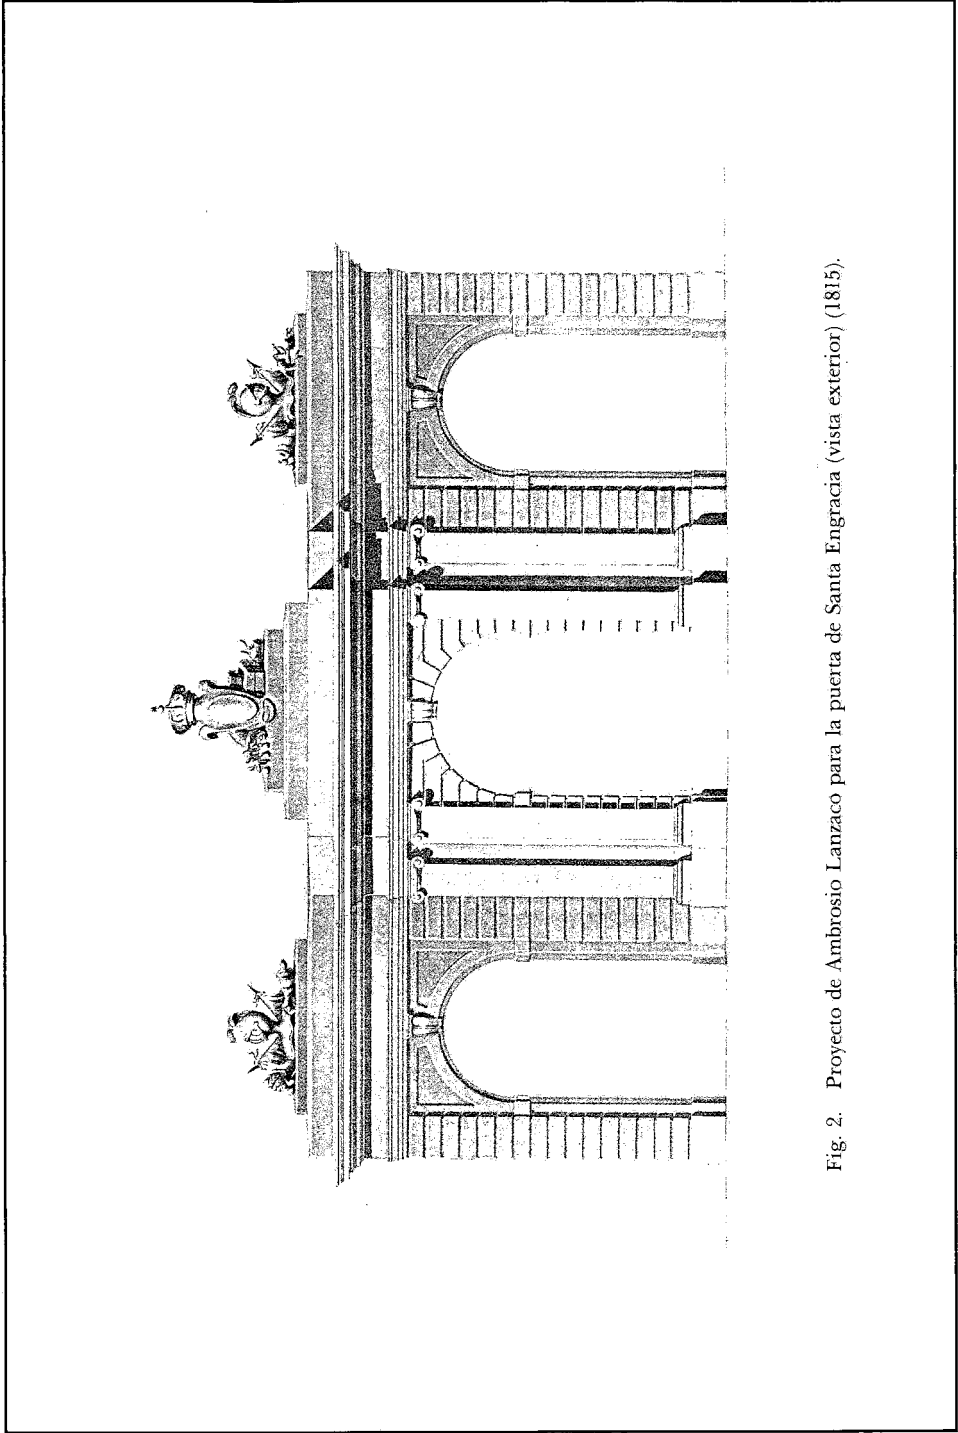 Fig. 2. Proyecto de Ambrosio Lanzaco para la puerta de Santa Engracia (vista exterior) (1815).